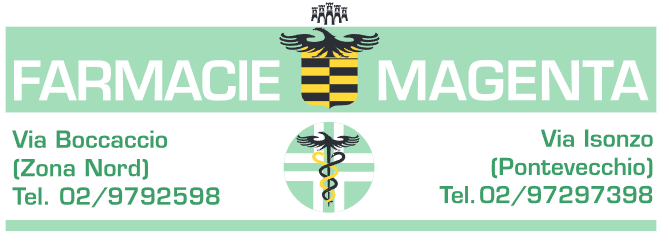 FARMACIE MAGENTA
Via Boccaccio
(Zona Nord)
Tel. 02/9792598
Via Isonzo
(Pontevecchio)
Tel. 02/97297398